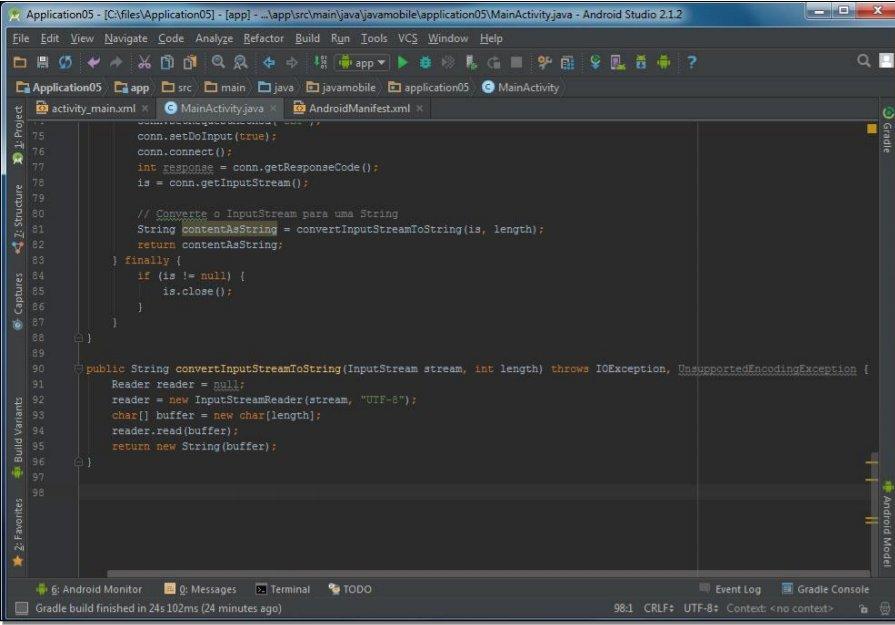 Application05 - [C:\files\Application05] - [app] - ...\app\src\main\java\javamobile\application05\MainActivity.java - Android Studio 2.1.2
File Edit View Navigate Code Analyze Refactor Build Run Tools VCS Window Help
app
Application05 app src main java javamobile application05 MainActivity
activity_main.xml MainActivity.java AndroidManifest.xml
1: Project
7: Structure
Captures
Build Variants
2: Favorites
75 conn.setDoInput(true);
76 conn.connect();
77 int response = conn.getResponseCode();
78 is = conn.getInputStream();
79
80 // Converte o InputStream para uma String
81 String contentAsString = convertInputStreamToString(is, length);
82 return contentAsString;
83 } finally {
84 if (is != null) {
85 is.close();
86 }
87 }
88 }
89
90 public String convertInputStreamToString(InputStream stream, int length) throws IOException, UnsupportedEncodingException {
91 Reader reader = null;
92 reader = new InputStreamReader(stream, "UTF-8");
93 char[] buffer = new char[length];
94 reader.read(buffer);
95 return new String(buffer);
96 }
97
98
Gradle
Android Model
6: Android Monitor 0: Messages Terminal TODO Event Log Gradle Console
Gradle build finished in 24s 102ms (24 minutes ago) 98:1 CRLF UTF-8 Context: <no context>